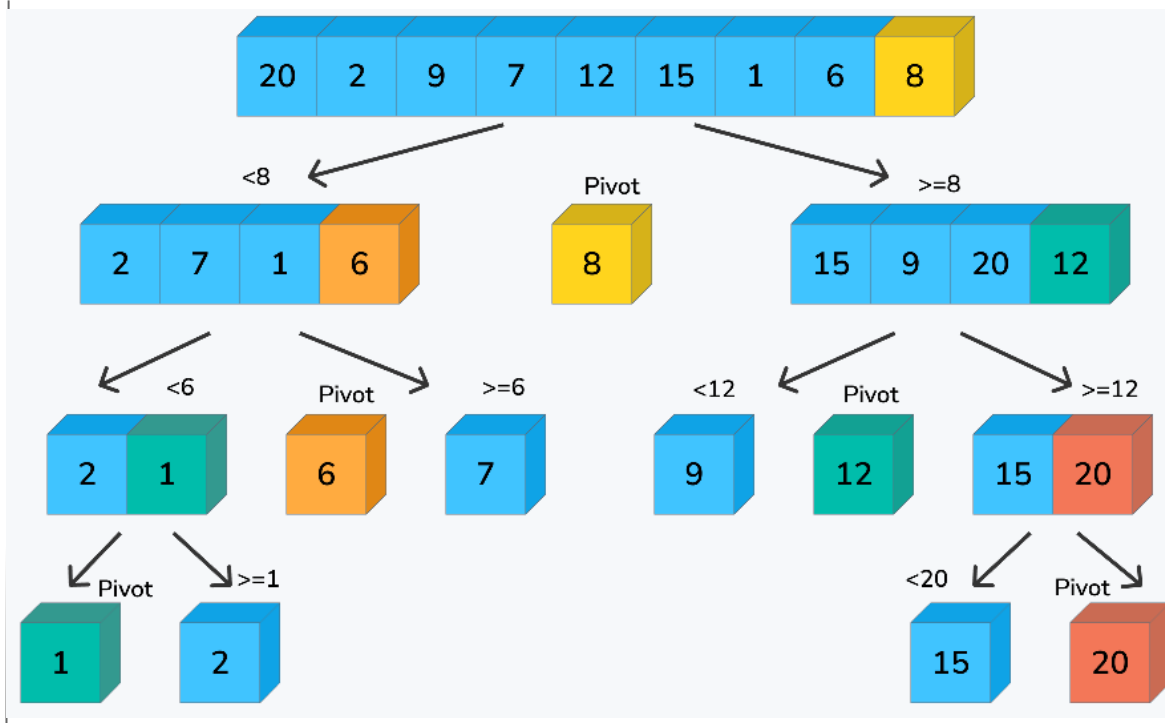 20 2 9 7 12 15 1 6 8
<8 Pivot >=8
2 7 1 6 8 15 9 20 12
<6 Pivot >=6 <12 Pivot >=12
2 1 6 7 9 12 15 20
Pivot >=1 <20 Pivot
1 2 15 20